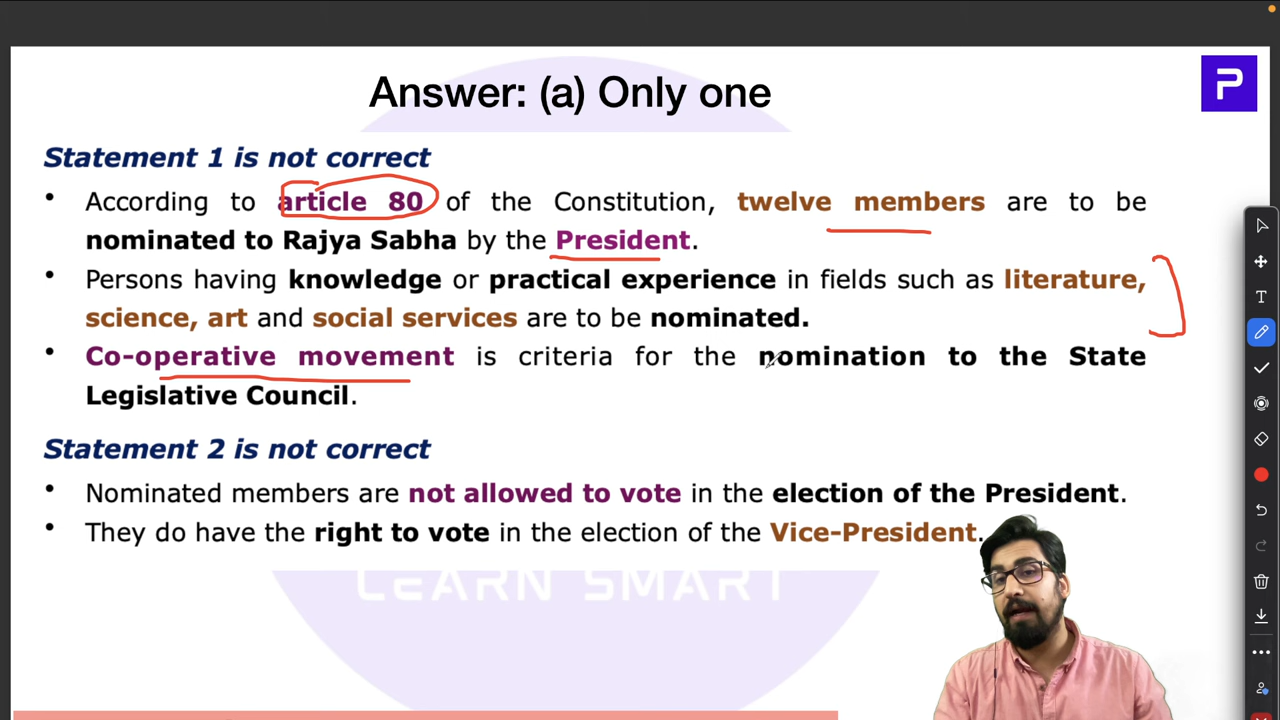 Answer: (a) Only one
P
Statement 1 is not correct
• According to article 80 of the Constitution, twelve members are to be
nominated to Rajya Sabha by the President.
• Persons having knowledge or practical experience in fields such as literature,
science, art and social services are to be nominated.
• Co-operative movement is criteria for the nomination to the State
Legislative Council.
Statement 2 is not correct
• Nominated members are not allowed to vote in the election of the President.
• They do have the right to vote in the election of the Vice-President.
LEARN SMART
T